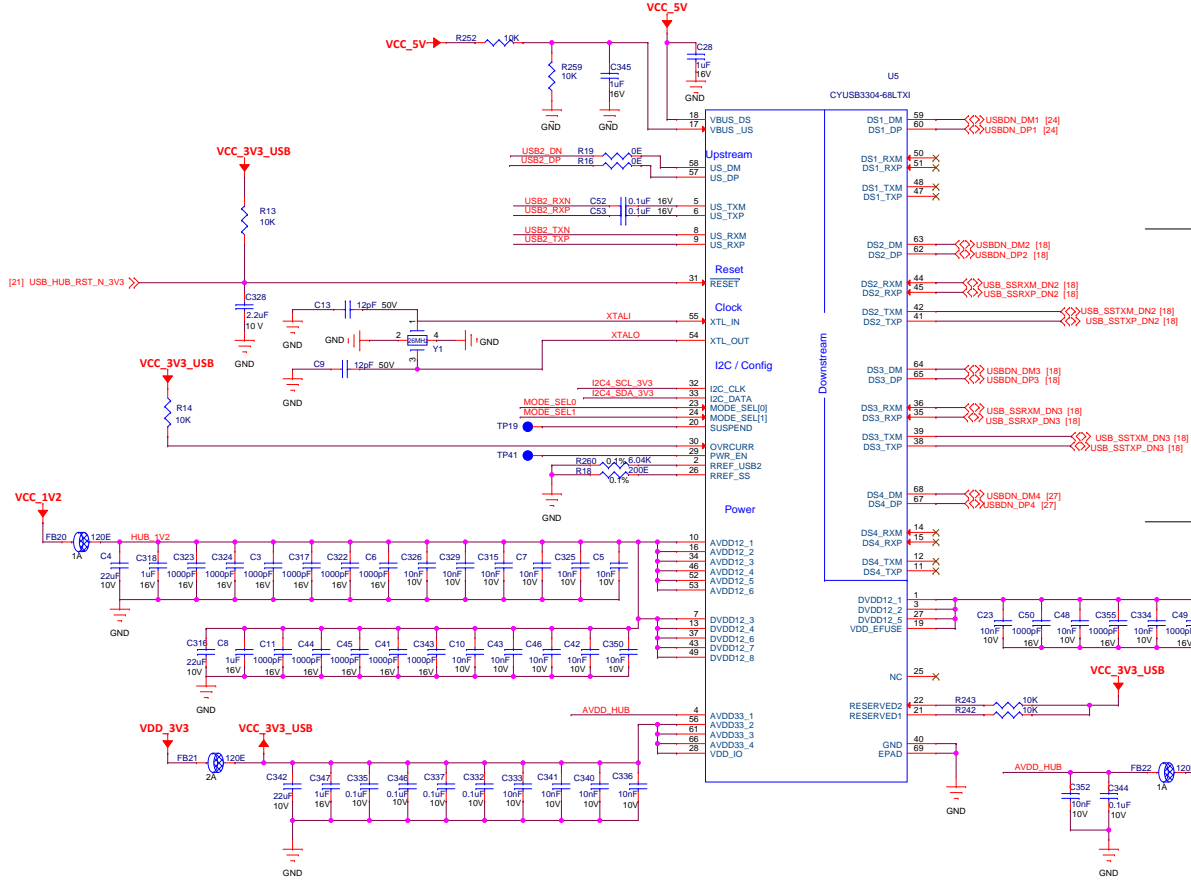 VCC_5V
VCC_5V
R252 10K
R259
10K
C345
1uF
16V
C28
1uF
16V
GND
GND
GND
U5
CYUSB3304-68LTXI
18 VBUS_DS
17 VBUS_US
Upstream
USB2_DN R19 0E
USB2_DP R16 0E
58 US_DM
57 US_DP
USB2_RXN C52 0.1uF 16V 5 US_TXM
USB2_RXP C53 0.1uF 16V 6 US_TXP
USB2_TXN 8 US_RXM
USB2_TXP 9 US_RXP
VCC_3V3_USB
R13
10K
Reset
[21] USB_HUB_RST_N_3V3
31 RESET
C328
2.2uF
10 V
GND
Clock
C13 12pF 50V
GND
XTALI 55 XTL_IN
1
GND 2 26MHz 4 GND
Y1
3
XTALO 54 XTL_OUT
C9 12pF 50V
GND
VCC_3V3_USB
R14
10K
I2C / Config
I2C4_SCL_3V3 32 I2C_CLK
I2C4_SDA_3V3 33 I2C_DATA
MODE_SEL0 23 MODE_SEL[0]
MODE_SEL1 24 MODE_SEL[1]
TP19 20 SUSPEND
30 OVRCURR
TP41 29 PWR_EN
R260 0.1% 6.04K 2 RREF_USB2
R18 200E 26 RREF_SS
0.1%
GND
Power
VCC_1V2
FB20 120E HUB_1V2
1A
C4
22uF
10V
C318
1uF
16V
C323
1000pF
16V
C324
1000pF
16V
C3
1000pF
16V
C317
1000pF
16V
C322
1000pF
16V
C6
1000pF
16V
C326
10nF
10V
C329
10nF
10V
C315
10nF
10V
C7
10nF
10V
C325
10nF
10V
C5
10nF
10V
GND
10 AVDD12_1
16 AVDD12_2
34 AVDD12_3
46 AVDD12_4
52 AVDD12_5
53 AVDD12_6
C316
22uF
10V
C8
1uF
16V
C11
1000pF
16V
C44
1000pF
16V
C45
1000pF
16V
C41
1000pF
16V
C343
1000pF
16V
C10
10nF
10V
C43
10nF
10V
C46
10nF
10V
C42
10nF
10V
C350
10nF
10V
GND
7 DVDD12_3
13 DVDD12_4
37 DVDD12_6
43 DVDD12_7
49 DVDD12_8
AVDD_HUB 4 AVDD33_1
56 AVDD33_2
61 AVDD33_3
66 AVDD33_4
28 VDD_IO
VDD_3V3
VCC_3V3_USB
FB21 120E
2A
C342
22uF
10V
C347
1uF
16V
C335
0.1uF
10V
C346
0.1uF
10V
C337
0.1uF
10V
C332
0.1uF
10V
C333
10nF
10V
C341
10nF
10V
C340
10nF
10V
C336
10nF
10V
GND
Downstream
DS1_DM 59 USBDN_DM1 [24]
DS1_DP 60 USBDN_DP1 [24]
DS1_RXM 50
DS1_RXP 51
DS1_TXM 48
DS1_TXP 47
DS2_DM 63 USBDN_DM2 [18]
DS2_DP 62 USBDN_DP2 [18]
DS2_RXM 44 USB_SSRXM_DN2 [18]
DS2_RXP 45 USB_SSRXP_DN2 [18]
DS2_TXM 42 USB_SSTXM_DN2 [18]
DS2_TXP 41 USB_SSTXP_DN2 [18]
DS3_DM 64 USBDN_DM3 [18]
DS3_DP 65 USBDN_DP3 [18]
DS3_RXM 36 USB_SSRXM_DN3 [18]
DS3_RXP 35 USB_SSRXP_DN3 [18]
DS3_TXM 39 USB_SSTXM_DN3 [18]
DS3_TXP 38 USB_SSTXP_DN3 [18]
DS4_DM 68 USBDN_DM4 [27]
DS4_DP 67 USBDN_DP4 [27]
DS4_RXM 14
DS4_RXP 15
DS4_TXM 12
DS4_TXP 11
DVDD12_1 1
DVDD12_2 3
DVDD12_5 27
VDD_EFUSE 19
C23
10nF
10V
C50
1000pF
16V
C48
10nF
10V
C355
1000pF
16V
C334
10nF
10V
C49
1000p
16V
NC 25
VCC_3V3_USB
RESERVED2 22 R243 10K
RESERVED1 21 R242 10K
GND 40
EPAD 69
GND
AVDD_HUB FB22 120
1A
C352
10nF
10V
C344
0.1uF
10V
GND